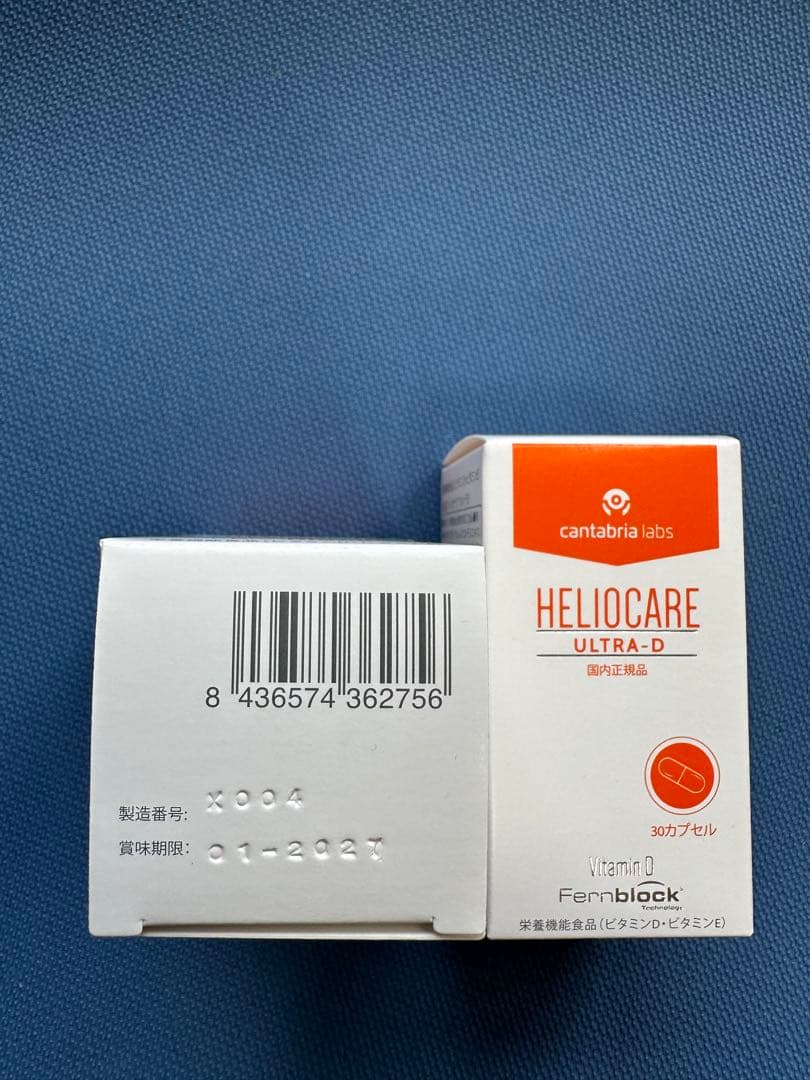 8 436574 362756
製造番号: X004
賞味期限: 01-2027
cantabria labs
HELIOCARE
ULTRA-D
国内正規品
30カプセル
Vitamin D
Fernblock
Technology
栄養機能食品（ビタミンD・ビタミンE）